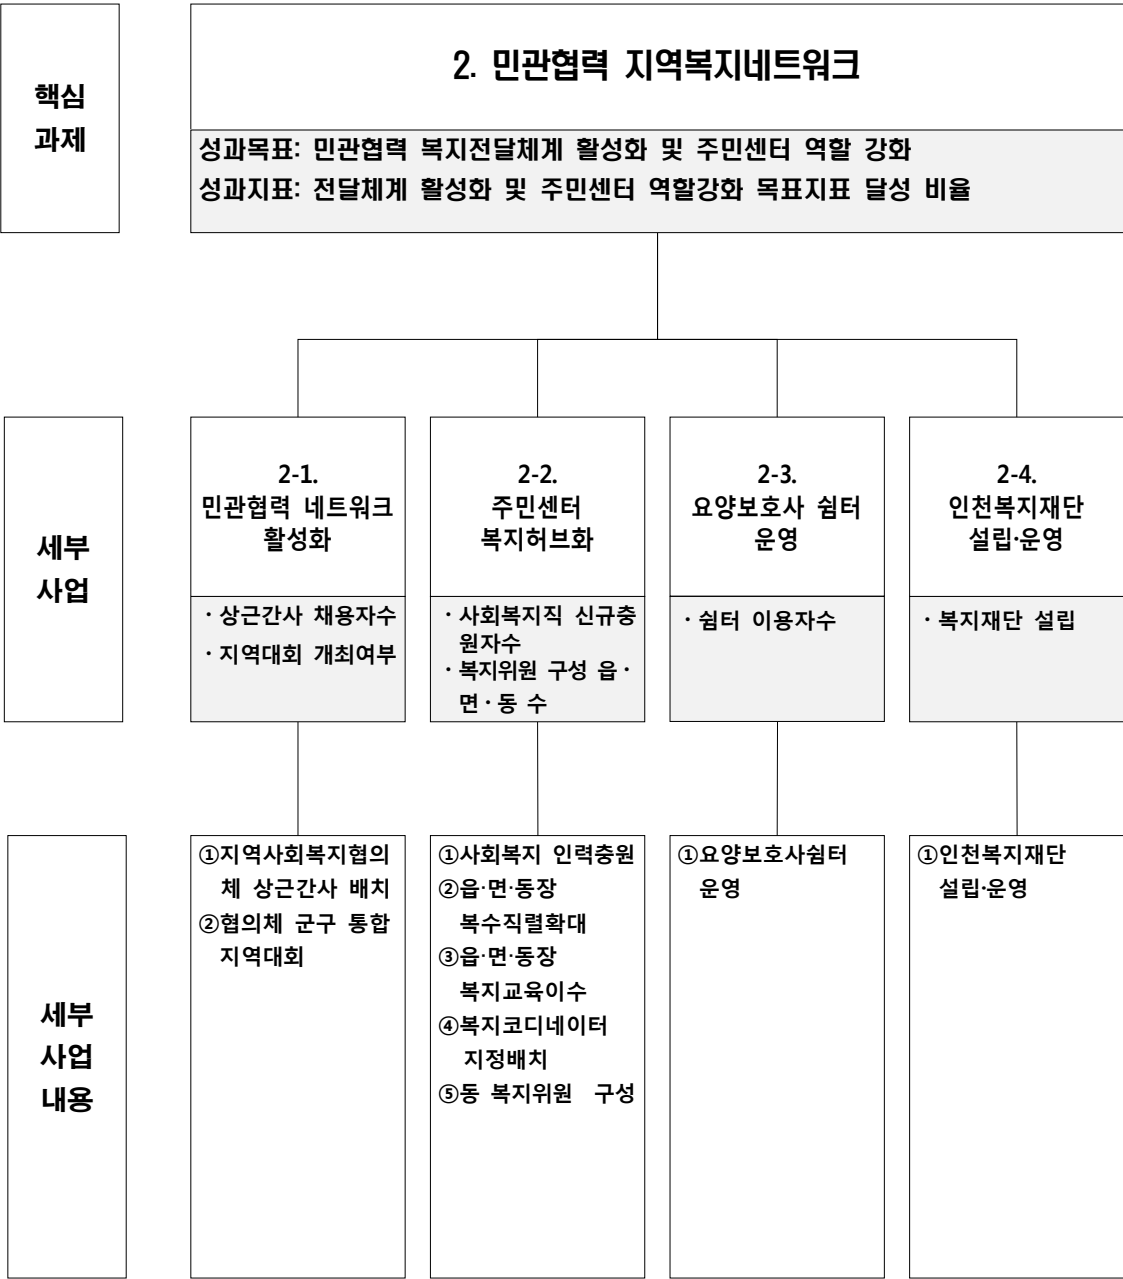 핵심
과제
2. 민관협력 지역복지네트워크
성과목표: 민관협력 복지전달체계 활성화 및 주민센터 역할 강화
성과지표: 전달체계 활성화 및 주민센터 역할강화 목표지표 달성 비율
세부
사업
2-1.
민관협력 네트워크
활성화
· 상근간사 채용자수
· 지역대회 개최여부
2-2.
주민센터
복지허브화
· 사회복지직 신규충
원자수
· 복지위원 구성 읍·
면·동 수
2-3.
요양보호사 쉼터
운영
· 쉼터 이용자수
2-4.
인천복지재단
설립·운영
· 복지재단 설립
세부
사업
내용
①지역사회복지협의
체 상근간사 배치
②협의체 군구 통합
지역대회
①사회복지 인력충원
②읍·면·동장
복수직렬확대
③읍·면·동장
복지교육이수
④복지코디네이터
지정배치
⑤동 복지위원 구성
①요양보호사쉼터
운영
①인천복지재단
설립·운영